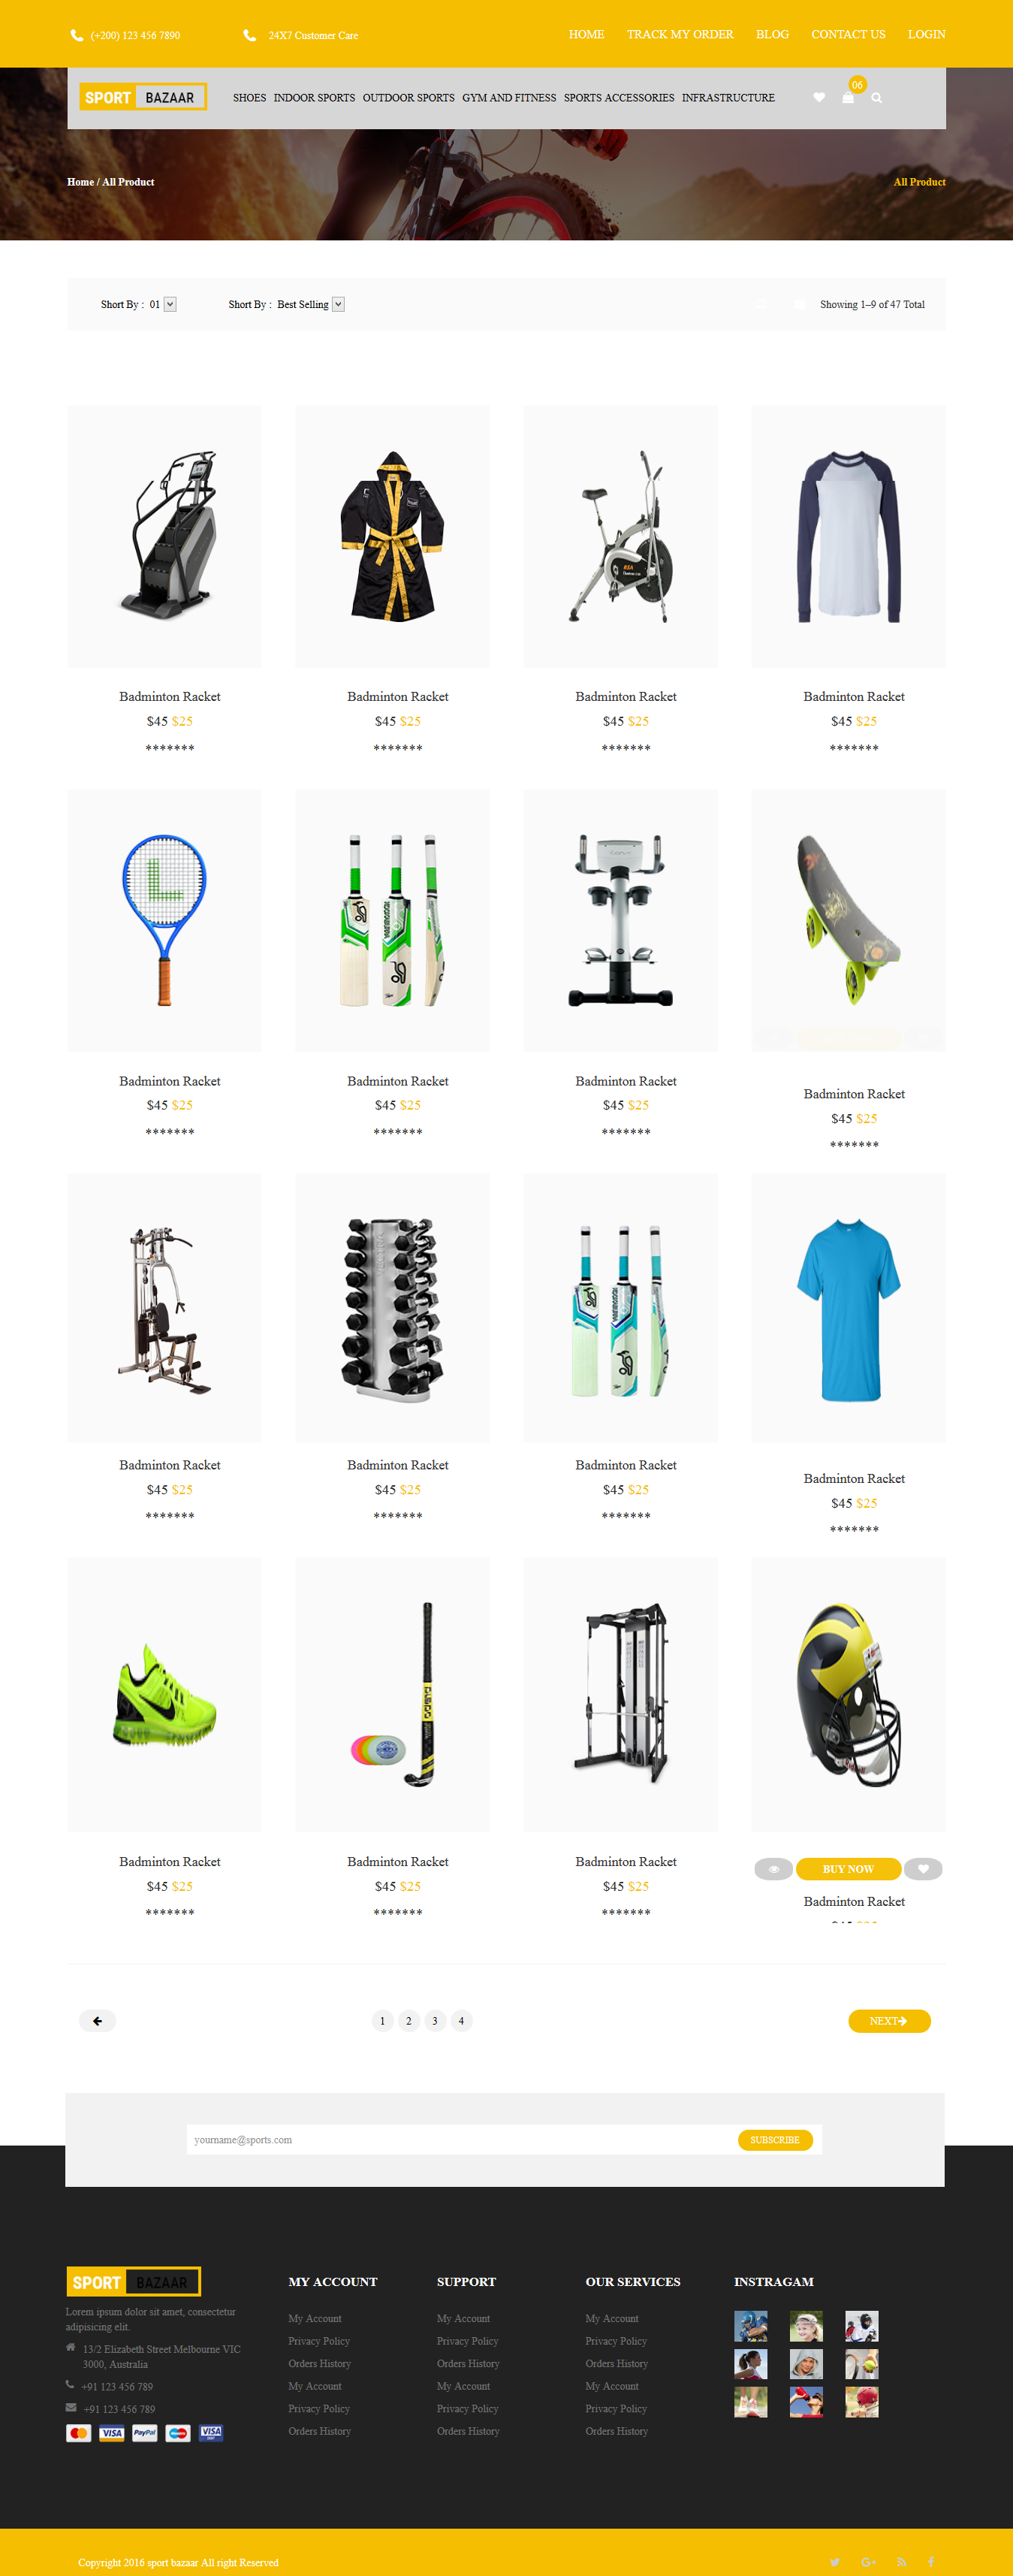 (+200) 123 456 7890
24X7 Customer Care
HOME TRACK MY ORDER BLOG CONTACT US LOGIN
SPORT BAZAAR
SHOES INDOOR SPORTS OUTDOOR SPORTS GYM AND FITNESS SPORTS ACCESSORIES INFRASTRUCTURE
06
Home / All Product
All Product
Short By : 01
Short By : Best Selling
Showing 1–9 of 47 Total
Badminton Racket Badminton Racket Badminton Racket Badminton Racket
$45 $25 $45 $25 $45 $25 $45 $25
******* ******* ******* *******
Badminton Racket Badminton Racket Badminton Racket Badminton Racket
$45 $25 $45 $25 $45 $25 $45 $25
******* ******* ******* *******
Badminton Racket Badminton Racket Badminton Racket Badminton Racket
$45 $25 $45 $25 $45 $25 $45 $25
******* ******* ******* *******
BUY NOW
Badminton Racket Badminton Racket Badminton Racket Badminton Racket
$45 $25 $45 $25 $45 $25
******* ******* *******
1 2 3 4
NEXT
yourname@sports.com
SUBSCRIBE
SPORT BAZAAR
Lorem ipsum dolor sit amet, consectetur
adipisicing elit.
13/2 Elizabeth Street Melbourne VIC
3000, Australia
+91 123 456 789
+91 123 456 789
VISA PayPal VISA
MY ACCOUNT
My Account
Privacy Policy
Orders History
My Account
Privacy Policy
Orders History
SUPPORT
My Account
Privacy Policy
Orders History
My Account
Privacy Policy
Orders History
OUR SERVICES
My Account
Privacy Policy
Orders History
My Account
Privacy Policy
Orders History
INSTRAGAM
Copyright 2016 sport bazaar All right Reserved